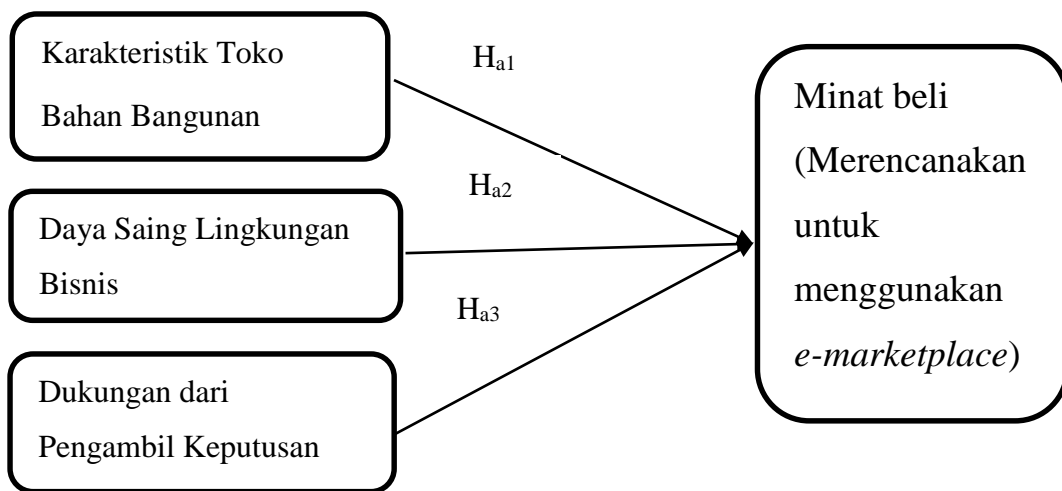 Karakteristik Toko
Bahan Bangunan
Ha1
Daya Saing Lingkungan
Bisnis
Ha2
Dukungan dari
Pengambil Keputusan
Ha3
Minat beli
(Merencanakan
untuk
menggunakan
e-marketplace)